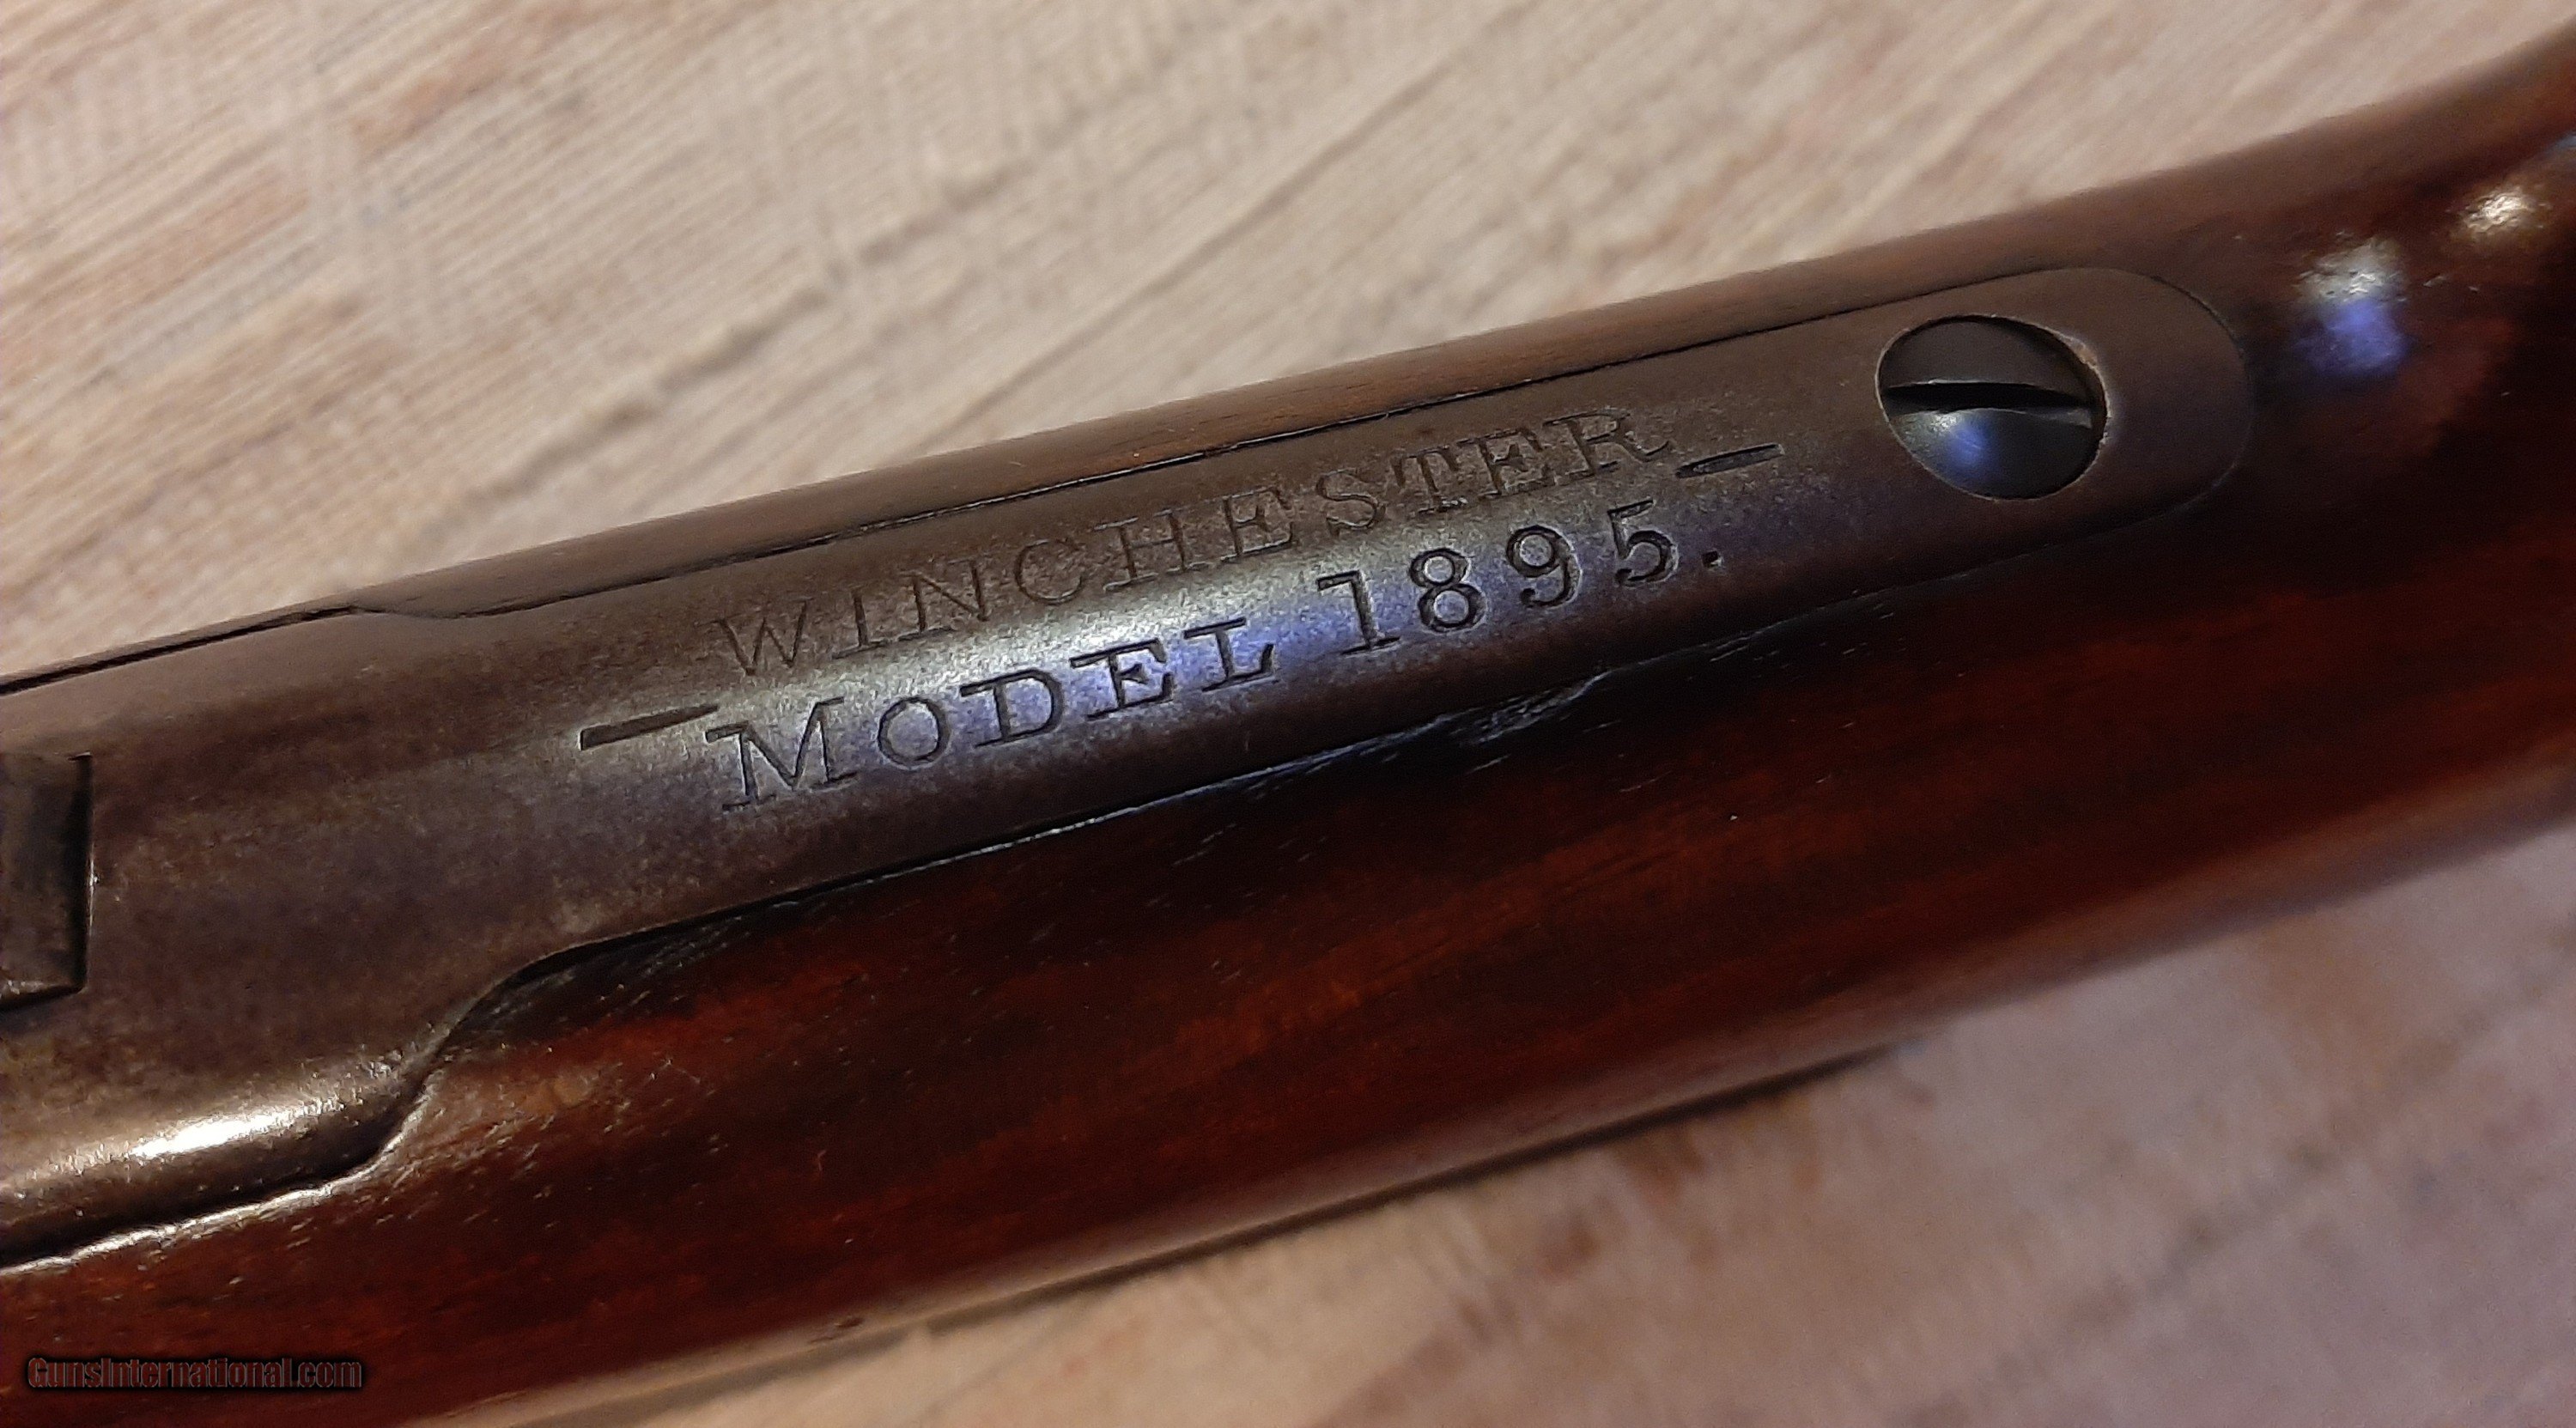 WINCHESTER
— MODEL 1895. —
GunsInternational.com